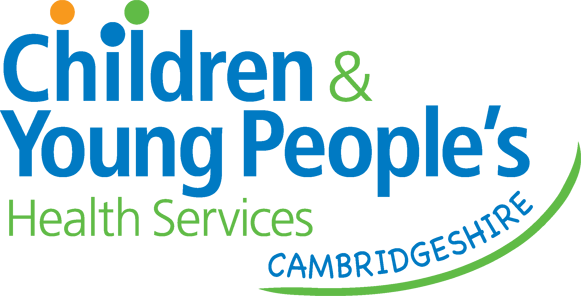 Children &
Young People's
Health Services
CAMBRIDGESHIRE